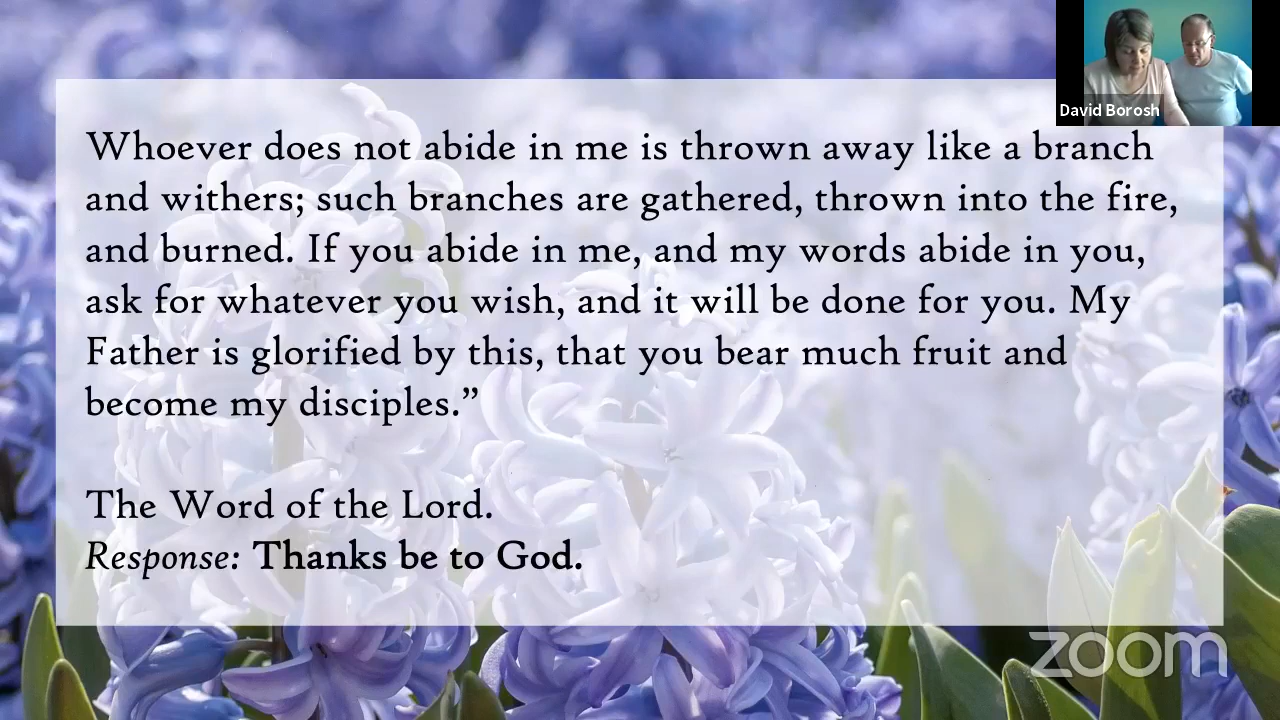 David Borosh
Whoever does not abide in me is thrown away like a branch
and withers; such branches are gathered, thrown into the fire,
and burned. If you abide in me, and my words abide in you,
ask for whatever you wish, and it will be done for you. My
Father is glorified by this, that you bear much fruit and
become my disciples.”
The Word of the Lord.
Response: Thanks be to God.
zoom